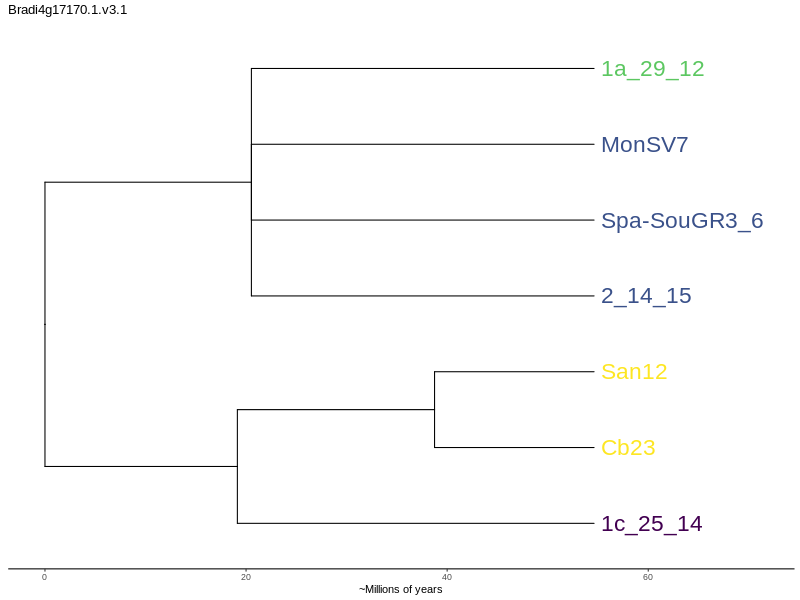 Bradi4g17170.1.v3.1
1a_29_12
MonSV7
Spa-SouGR3_6
2_14_15
San12
Cb23
1c_25_14
0 20 40 60
~Millions of years